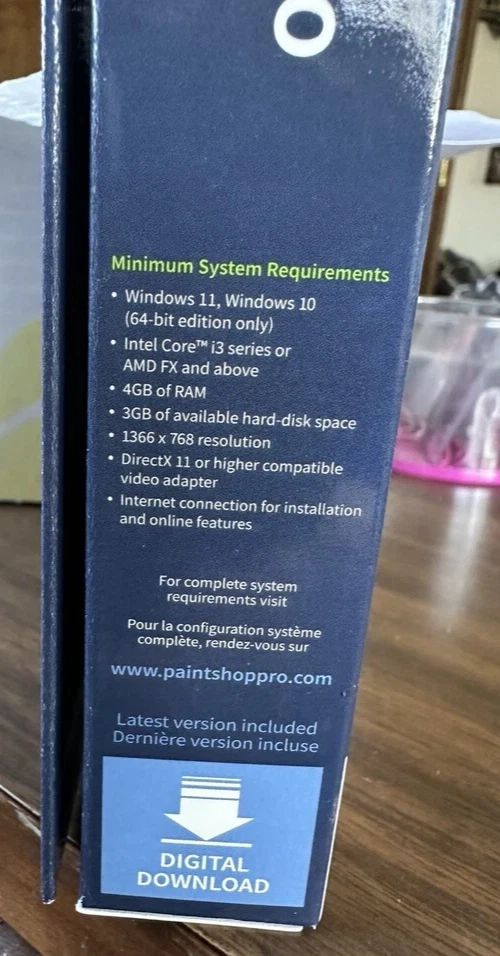 O
Minimum System Requirements
• Windows 11, Windows 10
(64-bit edition only)
• Intel Core™ i3 series or
AMD FX and above
• 4GB of RAM
• 3GB of available hard-disk space
• 1366 x 768 resolution
• DirectX 11 or higher compatible
video adapter
• Internet connection for installation
and online features
For complete system
requirements visit
Pour la configuration système
complète, rendez-vous sur
www.paintshoppro.com
Latest version included
Dernière version incluse
DIGITAL
DOWNLOAD